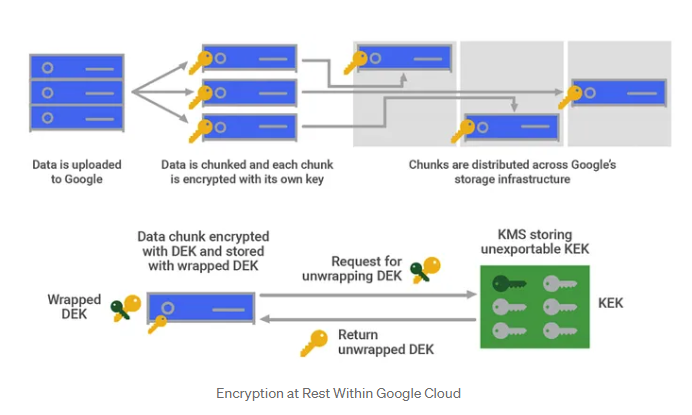 Data is uploaded
to Google
Data is chunked and each chunk
is encrypted with its own key
Chunks are distributed across Google's
storage infrastructure
Data chunk encrypted
with DEK and stored
with wrapped DEK
Wrapped
DEK
Request for
unwrapping DEK
Return
unwrapped DEK
KMS storing
unexportable KEK
KEK
Encryption at Rest Within Google Cloud